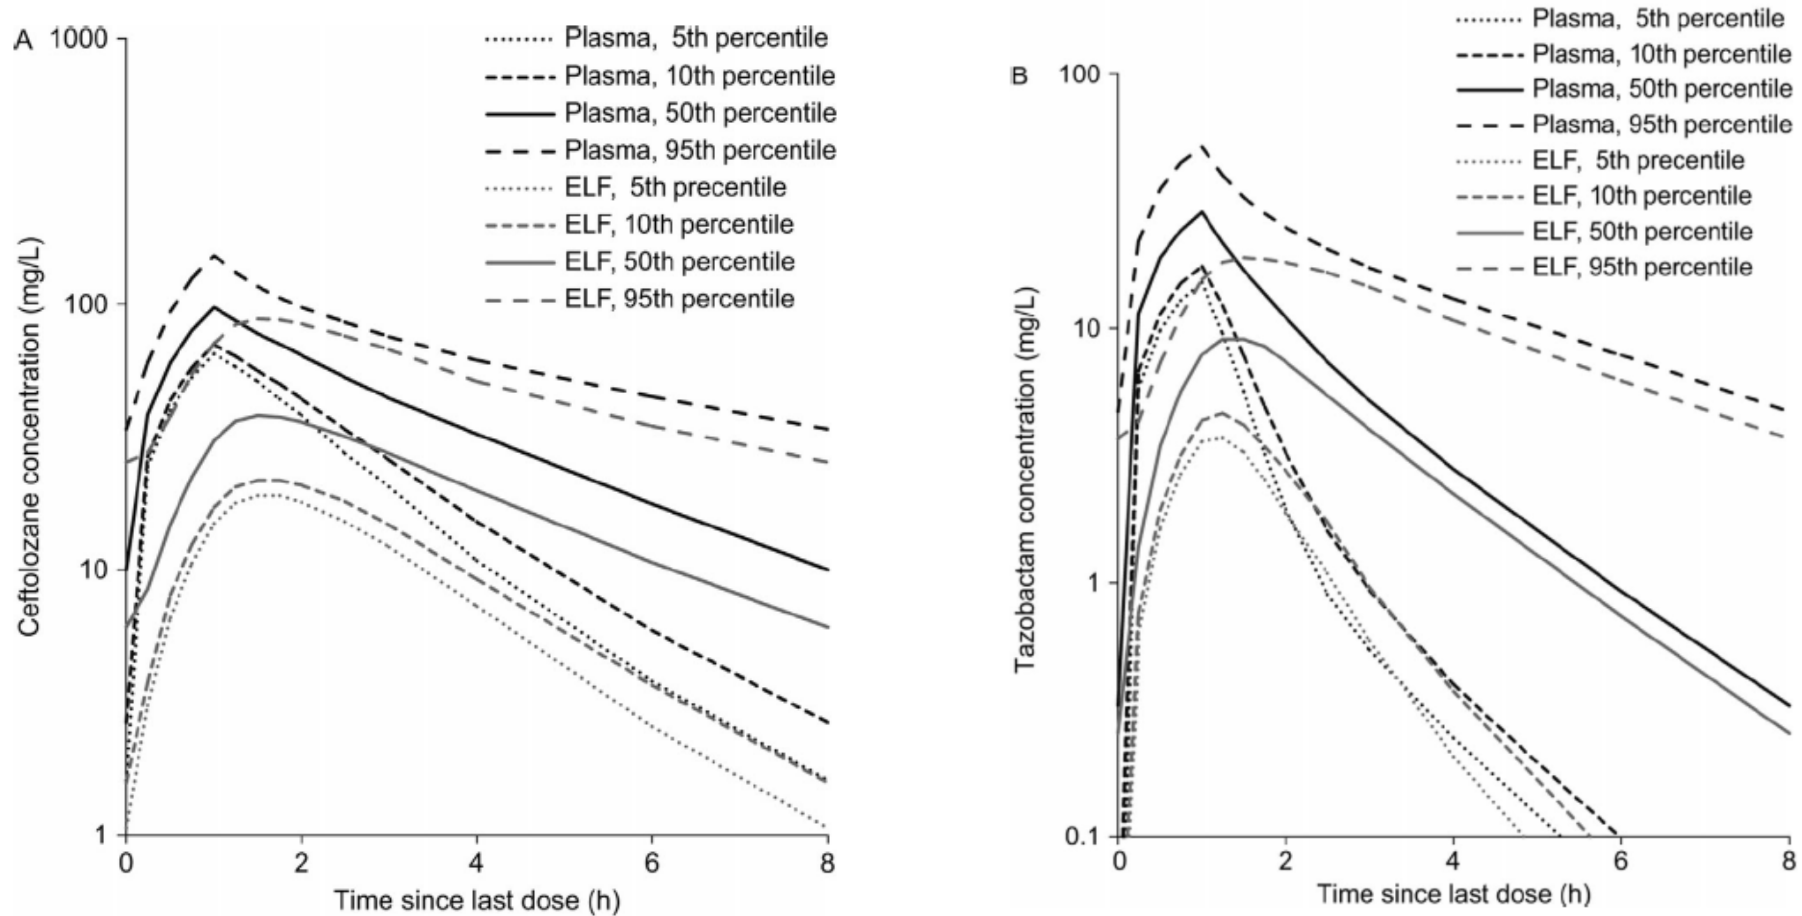 A
1000
100
10
1
Ceftolozane concentration (mg/L)
Plasma, 5th percentile
Plasma, 10th percentile
Plasma, 50th percentile
Plasma, 95th percentile
ELF, 5th precentile
ELF, 10th percentile
ELF, 50th percentile
ELF, 95th percentile
0 2 4 6 8
Time since last dose (h)
B
100
10
1
0.1
Tazobactam concentration (mg/L)
Plasma, 5th percentile
Plasma, 10th percentile
Plasma, 50th percentile
Plasma, 95th percentile
ELF, 5th precentile
ELF, 10th percentile
ELF, 50th percentile
ELF, 95th percentile
0 2 4 6 8
Time since last dose (h)